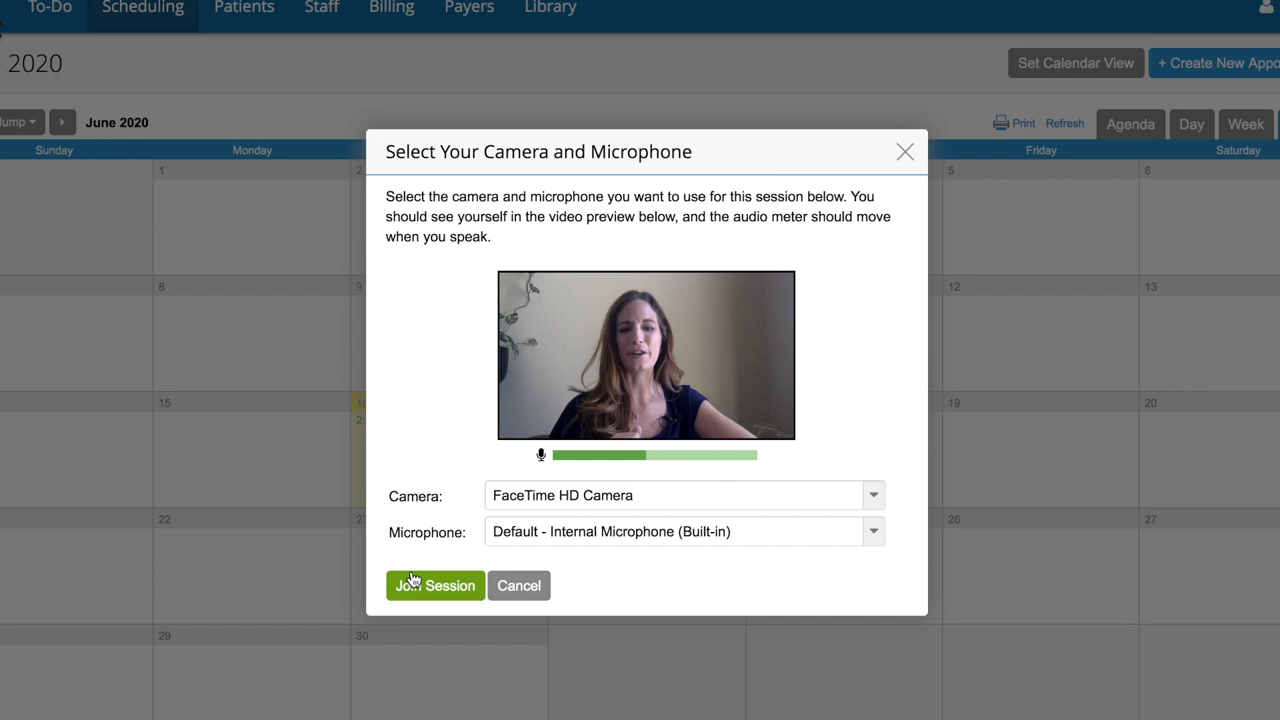 To-Do Scheduling Patients Staff Billing Payers Library
2020
Set Calendar View + Create New
June 2020 Print Refresh Agenda Day Week
Sunday Monday Friday Saturday
1 2 5 6
Select Your Camera and Microphone
Select the camera and microphone you want to use for this session below. You
should see yourself in the video preview below, and the audio meter should move
when you speak.
8 9 12 13
15 19 20
Camera: FaceTime HD Camera
Microphone: Default - Internal Microphone (Built-in)
22 26 27
Join Session Cancel
29 30